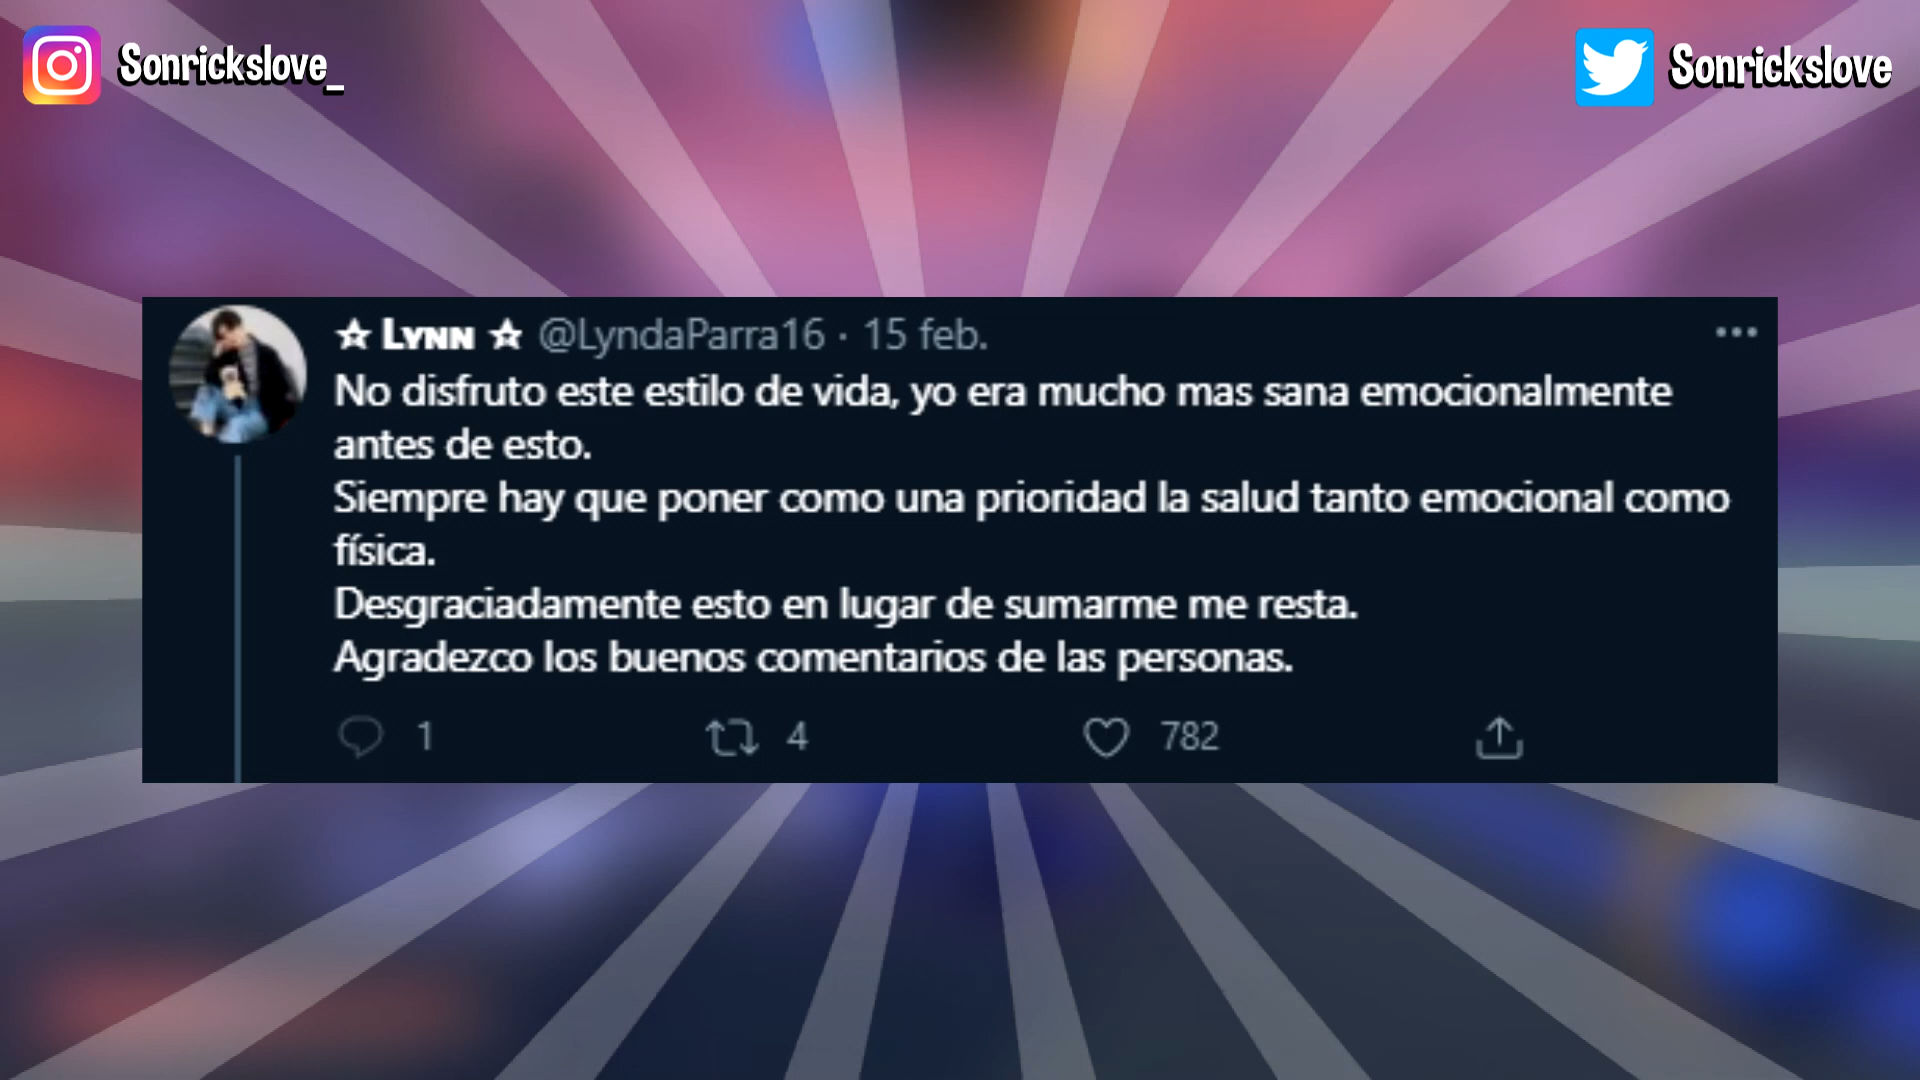 Sonrickslove_
Sonrickslove
☆ Lynn ☆ @LyndaParra16 · 15 feb.
No disfruto este estilo de vida, yo era mucho mas sana emocionalmente
antes de esto.
Siempre hay que poner como una prioridad la salud tanto emocional como
física.
Desgraciadamente esto en lugar de sumarme me resta.
Agradezco los buenos comentarios de las personas.
1 4 782